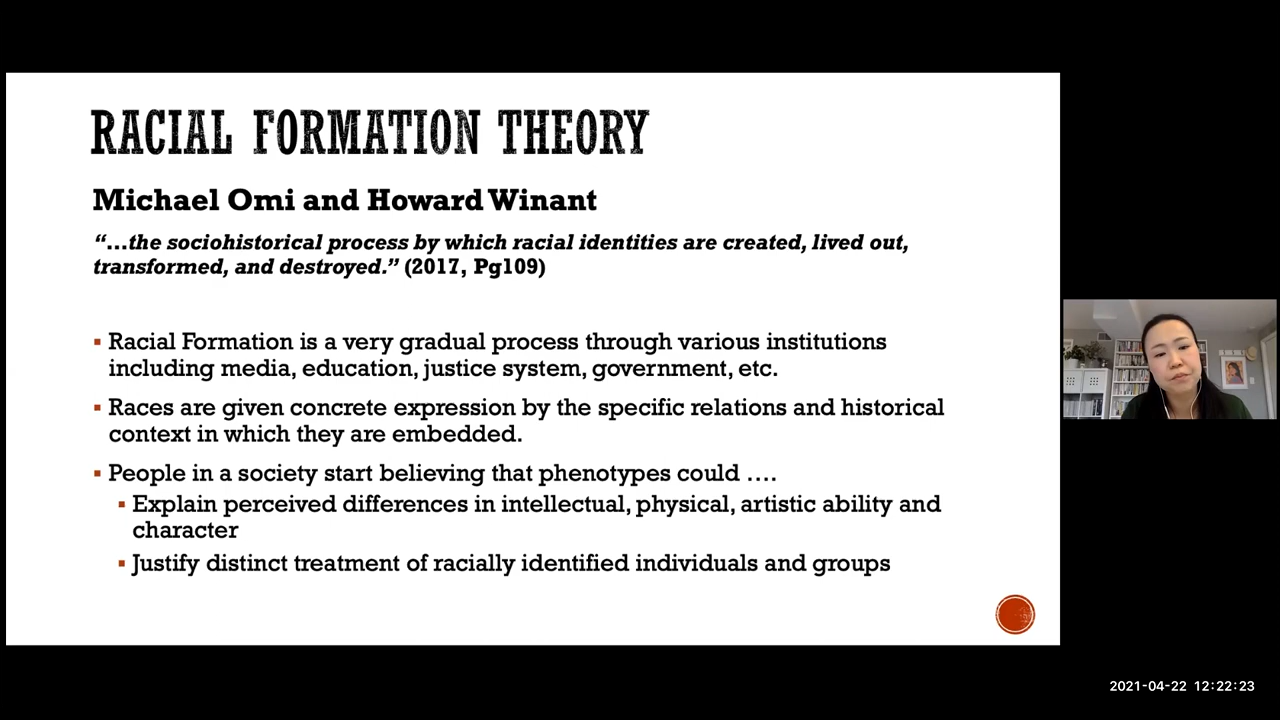 RACIAL FORMATION THEORY
Michael Omi and Howard Winant
“…the sociohistorical process by which racial identities are created, lived out,
transformed, and destroyed.” (2017, Pg109)
▪ Racial Formation is a very gradual process through various institutions
including media, education, justice system, government, etc.
▪ Races are given concrete expression by the specific relations and historical
context in which they are embedded.
▪ People in a society start believing that phenotypes could ….
▪ Explain perceived differences in intellectual, physical, artistic ability and
character
▪ Justify distinct treatment of racially identified individuals and groups
2021-04-22 12:22:23